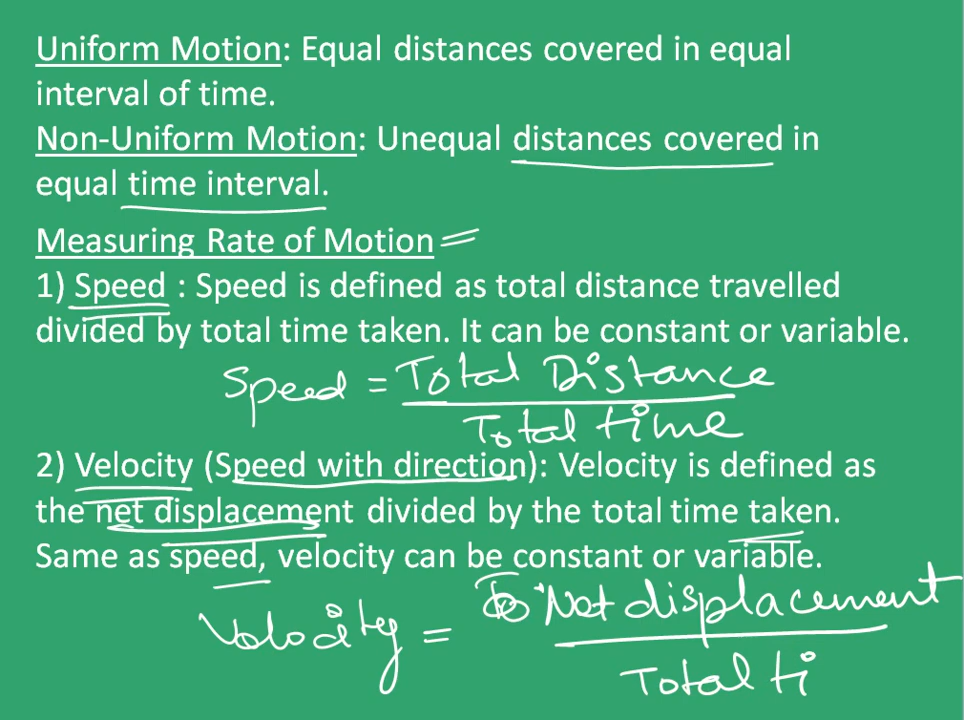 Uniform Motion: Equal distances covered in equal
interval of time.
Non-Uniform Motion: Unequal distances covered in
equal time interval.
Measuring Rate of Motion
1) Speed : Speed is defined as total distance travelled
divided by total time taken. It can be constant or variable.
Speed = Total Distance
Total time
2) Velocity (Speed with direction): Velocity is defined as
the net displacement divided by the total time taken.
Same as speed, velocity can be constant or variable.
Velocity = Net displacement
Total ti